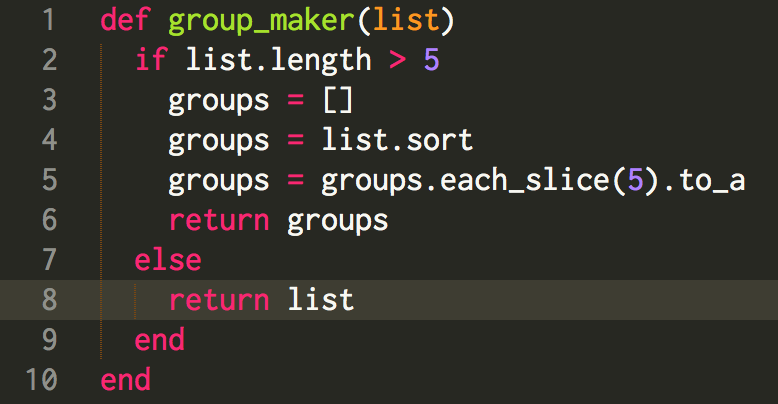 1 def group_maker(list)
2   if list.length > 5
3     groups = []
4     groups = list.sort
5     groups = groups.each_slice(5).to_a
6     return groups
7   else
8     return list
9   end
10 end